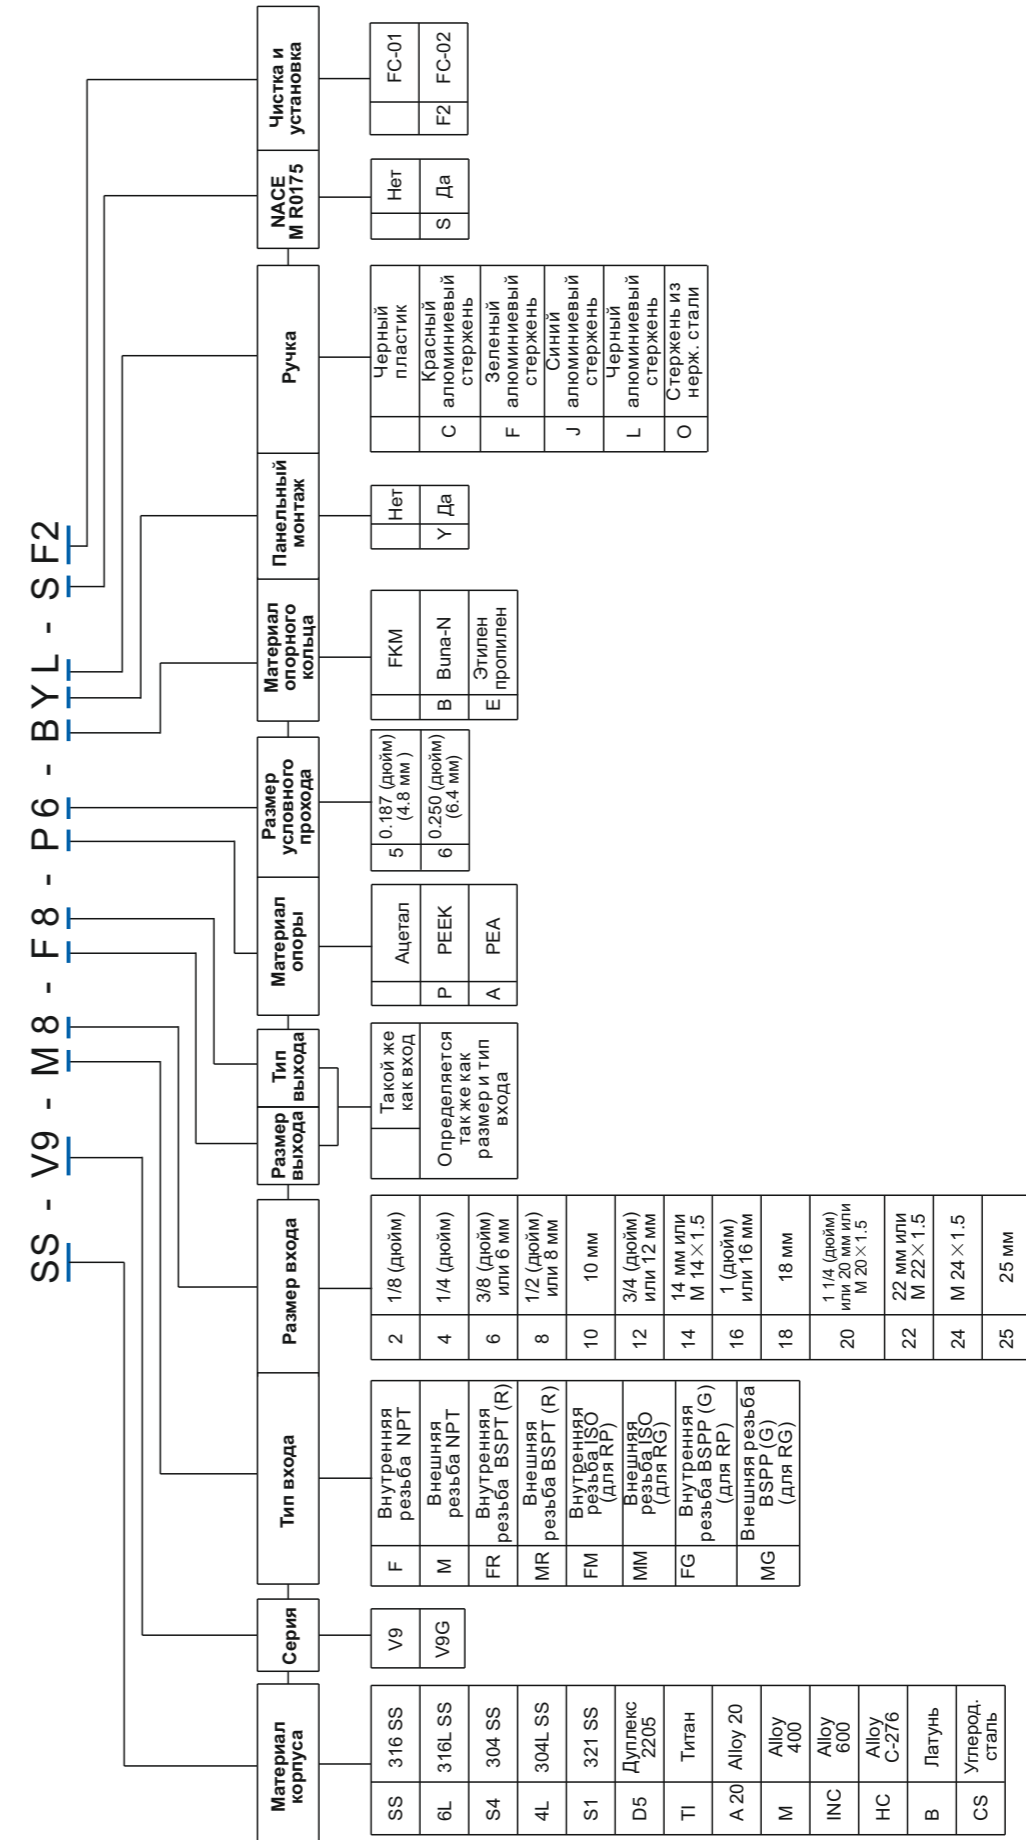 SS - V9 - M 8 - F 8 - P 6 - B Y L - S F2
Материал
корпуса
SS 316 SS
6L 316L SS
S4 304 SS
4L 304L SS
S1 321 SS
D5 Дуплекс
2205
TI Титан
A 20 Alloy 20
M Alloy
400
INC Alloy
600
HC Alloy
C-276
B Латунь
CS Углерод.
сталь
Серия
V9
V9G
Тип входа
F Внутренняя
резьба NPT
M Внешняя
резьба NPT
FR Внутренняя
резьба BSPT (R)
MR Внешняя
резьба BSPT (R)
FM Внутренняя
резьба ISO
(для RP)
MM Внешняя
резьба ISO
(для RG)
FG Внутренняя
резьба BSPP (G)
(для RP)
MG Внешняя резьба
BSPP (G)
(для RG)
Размер входа
2 1/8 (дюйм)
4 1/4 (дюйм)
6 3/8 (дюйм)
или 6 мм
8 1/2 (дюйм)
или 8 мм
10 10 мм
12 3/4 (дюйм)
или 12 мм
14 14 мм или
M 14×1.5
16 1 (дюйм)
или 16 мм
18 18 мм
20 1 1/4 (дюйм)
или 20 мм или
M 20×1.5
22 22 мм или
M 22×1.5
24 M 24×1.5
25 25 мм
Размер
выхода
Тип
выхода
Такой же
как вход
Определяется
так же как
размер и тип
входа
Материал
опоры
Ацетал
P PEEK
A PEA
Размер
условного
прохода
5 0.187 (дюйм)
(4.8 мм )
6 0.250 (дюйм)
(6.4 мм)
Материал
опорного
кольца
FKM
B Buna-N
E Этилен
пропилен
Панельный
монтаж
Нет
Y Да
Ручка
Черный
пластик
C Красный
алюминиевый
стержень
F Зеленый
алюминиевый
стержень
J Синий
алюминиевый
стержень
L Черный
алюминиевый
стержень
O Стержень из
нерж. стали
NACE
M R0175
Нет
S Да
Чистка и
установка
FC-01
F2 FC-02